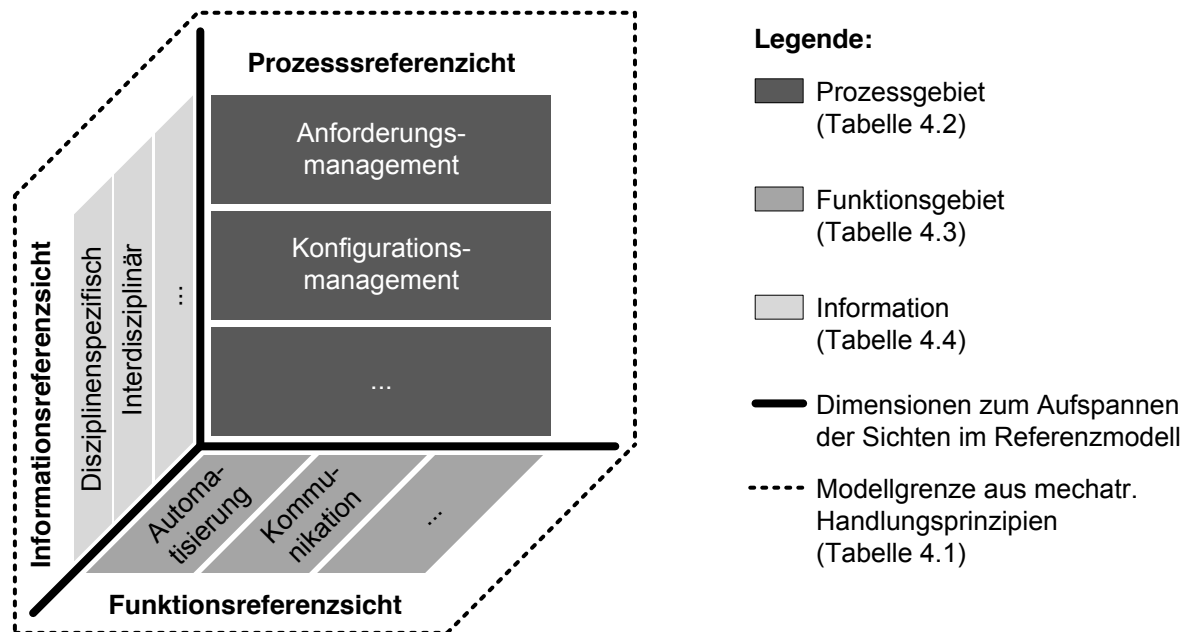 Prozesssreferenzicht
Anforderungs-
management
Konfigurations-
management
...
Informationsreferenzsicht
Disziplinenspezifisch
Interdisziplinär
...
Automa-
tisierung
Kommu-
nikation
...
Funktionsreferenzsicht
Legende:
Prozessgebiet
(Tabelle 4.2)
Funktionsgebiet
(Tabelle 4.3)
Information
(Tabelle 4.4)
Dimensionen zum Aufspannen
der Sichten im Referenzmodell
Modellgrenze aus mechatr.
Handlungsprinzipien
(Tabelle 4.1)